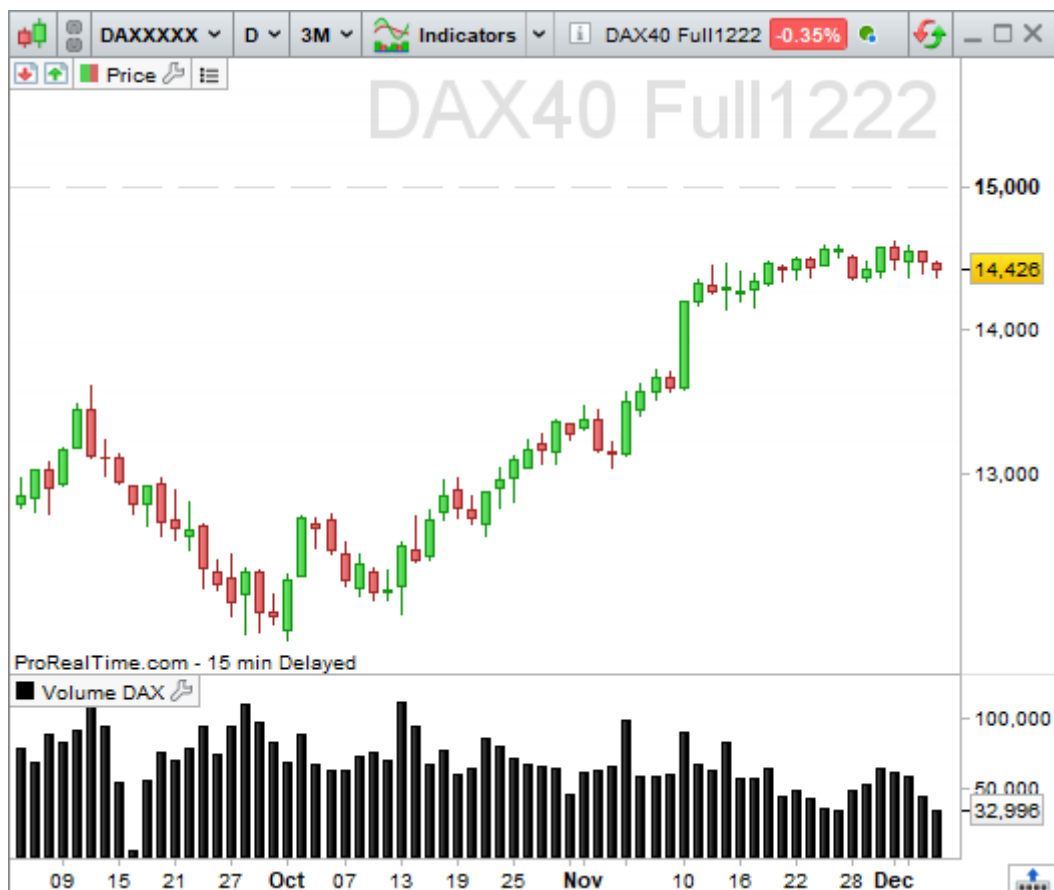 DAXXXXX D 3M Indicators DAX40 Full1222 -0.35%
Price
DAX40 Full1222
15,000
14,426
14,000
13,000
ProRealTime.com - 15 min Delayed
Volume DAX
100,000
50,000
32,996
09 15 21 27 Oct 07 13 19 25 Nov 10 16 22 28 Dec